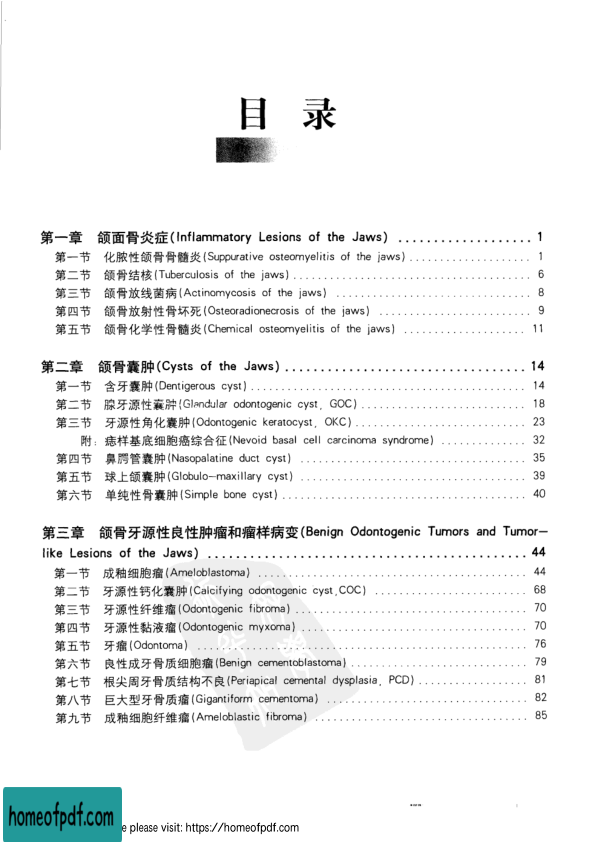 目 录
第一章 颌面骨炎症(Inflammatory Lesions of the Jaws) ................... 1
第一节 化脓性颌骨骨髓炎(Suppurative osteomyelitis of the jaws) .................... 1
第二节 颌骨结核(Tuberculosis of the jaws) ....................................... 6
第三节 颌骨放线菌病(Actinomycosis of the jaws) ................................ 8
第四节 颌骨放射性骨坏死(Osteoradionecrosis of the jaws) ......................... 9
第五节 颌骨化学性骨髓炎(Chemical osteomyelitis of the jaws) .................... 11
第二章 颌骨囊肿(Cysts of the Jaws) .................................. 14
第一节 含牙囊肿(Dentigerous cyst) ............................................. 14
第二节 腺牙源性囊肿(Glandular odontogenic cyst, GOC) ........................... 18
第三节 牙源性角化囊肿(Odontogenic keratocyst, OKC) ............................ 23
附: 痣样基底细胞癌综合征(Nevoid basal cell carcinoma syndrome) .............. 32
第四节 鼻腭管囊肿(Nasopalatine duct cyst) .................................. 35
第五节 球上颌囊肿(Globulo-maxillary cyst) ..................................... 39
第六节 单纯性骨囊肿(Simple bone cyst) ........................................ 40
第三章 颌骨牙源性良性肿瘤和瘤样病变(Benign Odontogenic Tumors and Tumor-
like Lesions of the Jaws) ............................................. 44
第一节 成釉细胞瘤(Ameloblastoma) ............................................ 44
第二节 牙源性钙化囊肿(Calcifying odontogenic cyst,COC) ......................... 68
第三节 牙源性纤维瘤(Odontogenic fibroma) ...................................... 70
第四节 牙源性黏液瘤(Odontogenic myxoma) ...................................... 70
第五节 牙瘤(Odontoma) ...................................................... 76
第六节 良性成牙骨质细胞瘤(Benign cementoblastoma) ............................. 79
第七节 根尖周牙骨质结构不良(Periapical cemental dysplasia, PCD) .................. 81
第八节 巨大型牙骨质瘤(Gigantiform cementoma) ................................. 82
第九节 成釉细胞纤维瘤(Ameloblastic fibroma) ................................... 85
homeofpdf.com
e please visit: https://homeofpdf.com